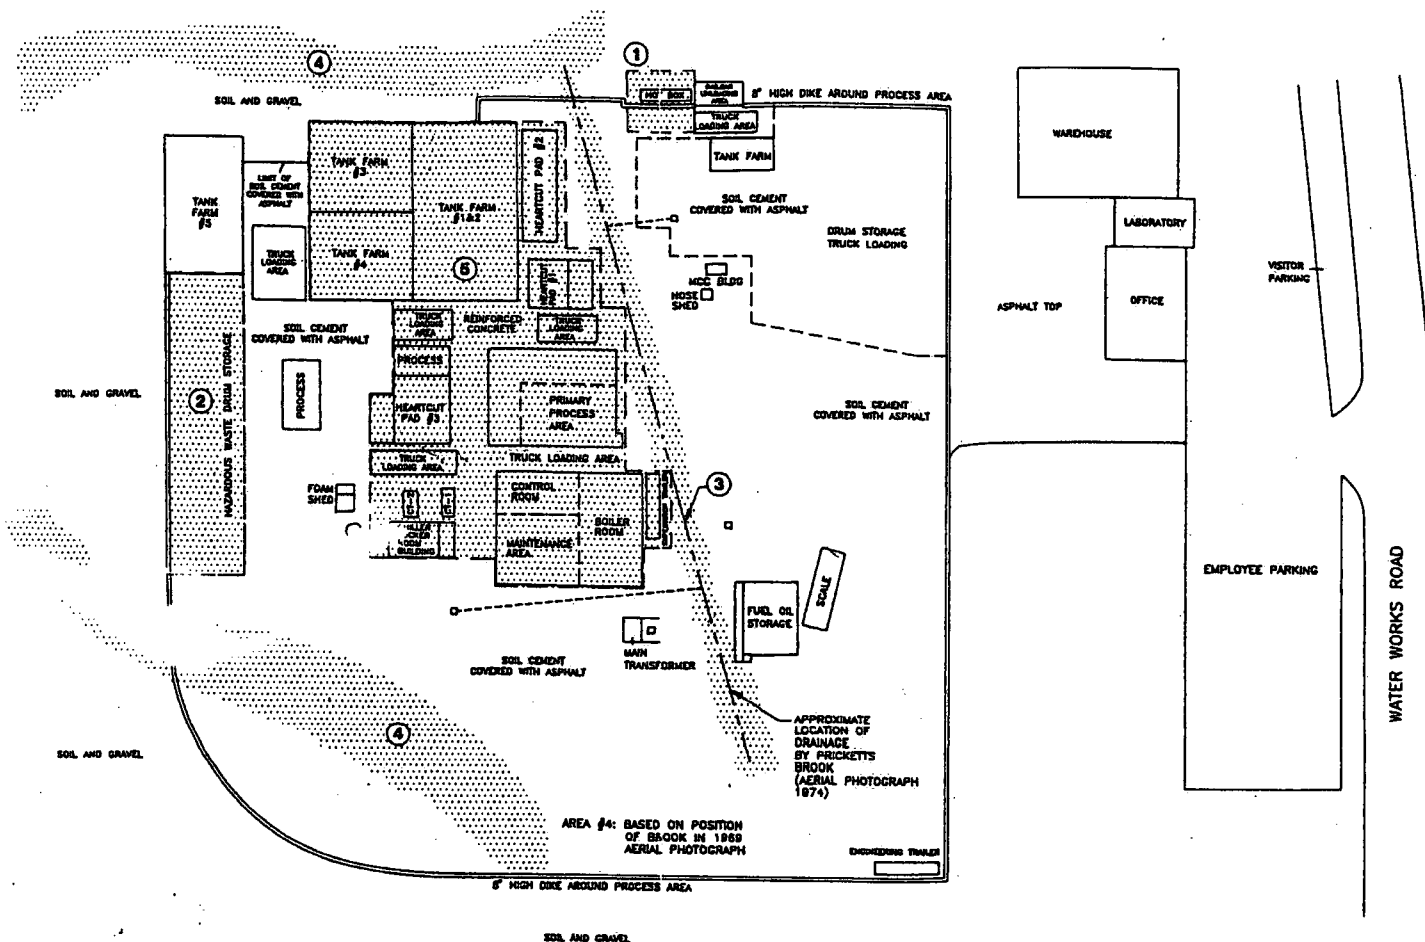 4
1
SOIL AND GRAVEL
HOT BOX
RAILCAR
UNLOADING
AREA
8" HIGH DIKE AROUND PROCESS AREA
TRUCK
LOADING AREA
TANK FARM
WAREHOUSE
TANK FARM
#3
HEARTCUT PAD #2
LIMIT OF
SOIL CEMENT
COVERED WITH
ASPHALT
TANK
FARM
#5
TANK FARM
#1&2
SOIL CEMENT
COVERED WITH ASPHALT
LABORATORY
DRUM STORAGE
TRUCK LOADING
TRUCK
LOADING
AREA
TANK FARM
#4
5
HEARTCUT
PAD #1
MCC BLDG
HOSE
SHED
VISITOR
PARKING
ASPHALT TOP
OFFICE
SOIL CEMENT
COVERED WITH ASPHALT
TRUCK
LOADING
AREA
REINFORCED
CONCRETE
TRUCK
LOADING
AREA
PROCESS
SOIL AND GRAVEL
2
HAZARDOUS WASTE DRUM STORAGE
PROCESS
HEARTCUT
PAD #3
PRIMARY
PROCESS
AREA
SOIL CEMENT
COVERED WITH ASPHALT
TRUCK
LOADING AREA
TRUCK LOADING AREA
FOAM
SHED
CONTROL
ROOM
3
BOILER
ROOM
MAINTENANCE
AREA
BUILDING
SCALE
FUEL OIL
STORAGE
EMPLOYEE PARKING
WATER WORKS ROAD
MAIN
TRANSFORMER
SOIL CEMENT
COVERED WITH ASPHALT
4
SOIL AND GRAVEL
APPROXIMATE
LOCATION OF
DRAINAGE
BY PRICKETTS
BROOK
(AERIAL PHOTOGRAPH
1974)
AREA #4: BASED ON POSITION
OF BROOK IN 1969
AERIAL PHOTOGRAPH
ENGINEERING TRAILER
8" HIGH DIKE AROUND PROCESS AREA
SOIL AND GRAVEL